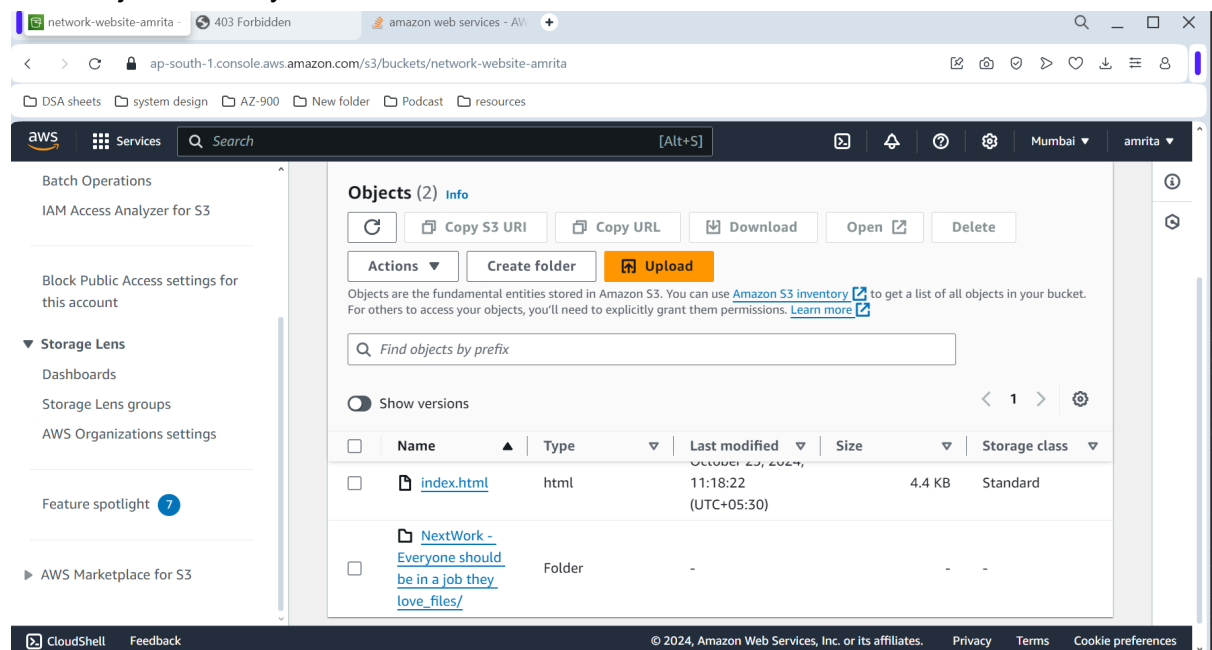 network-website-amrita -
403 Forbidden
amazon web services - AW
ap-south-1.console.aws.amazon.com/s3/buckets/network-website-amrita
DSA sheets
system design
AZ-900
New folder
Podcast
resources
aws
Services
Search
[Alt+S]
Mumbai ▼
amrita ▼
Batch Operations
IAM Access Analyzer for S3
Block Public Access settings for
this account
▼ Storage Lens
Dashboards
Storage Lens groups
AWS Organizations settings
Feature spotlight 7
▶ AWS Marketplace for S3
Objects (2) Info
Copy S3 URI
Copy URL
Download
Open
Delete
Actions ▼
Create folder
Upload
Objects are the fundamental entities stored in Amazon S3. You can use Amazon S3 inventory to get a list of all objects in your bucket.
For others to access your objects, you'll need to explicitly grant them permissions. Learn more
Find objects by prefix
Show versions
< 1 >
Name
Type
Last modified
Size
Storage class
index.html
html
October 23, 2024,
11:18:22
(UTC+05:30)
4.4 KB
Standard
NextWork -
Everyone should
be in a job they
love_files/
Folder
-
-
-
CloudShell
Feedback
© 2024, Amazon Web Services, Inc. or its affiliates.
Privacy
Terms
Cookie preferences